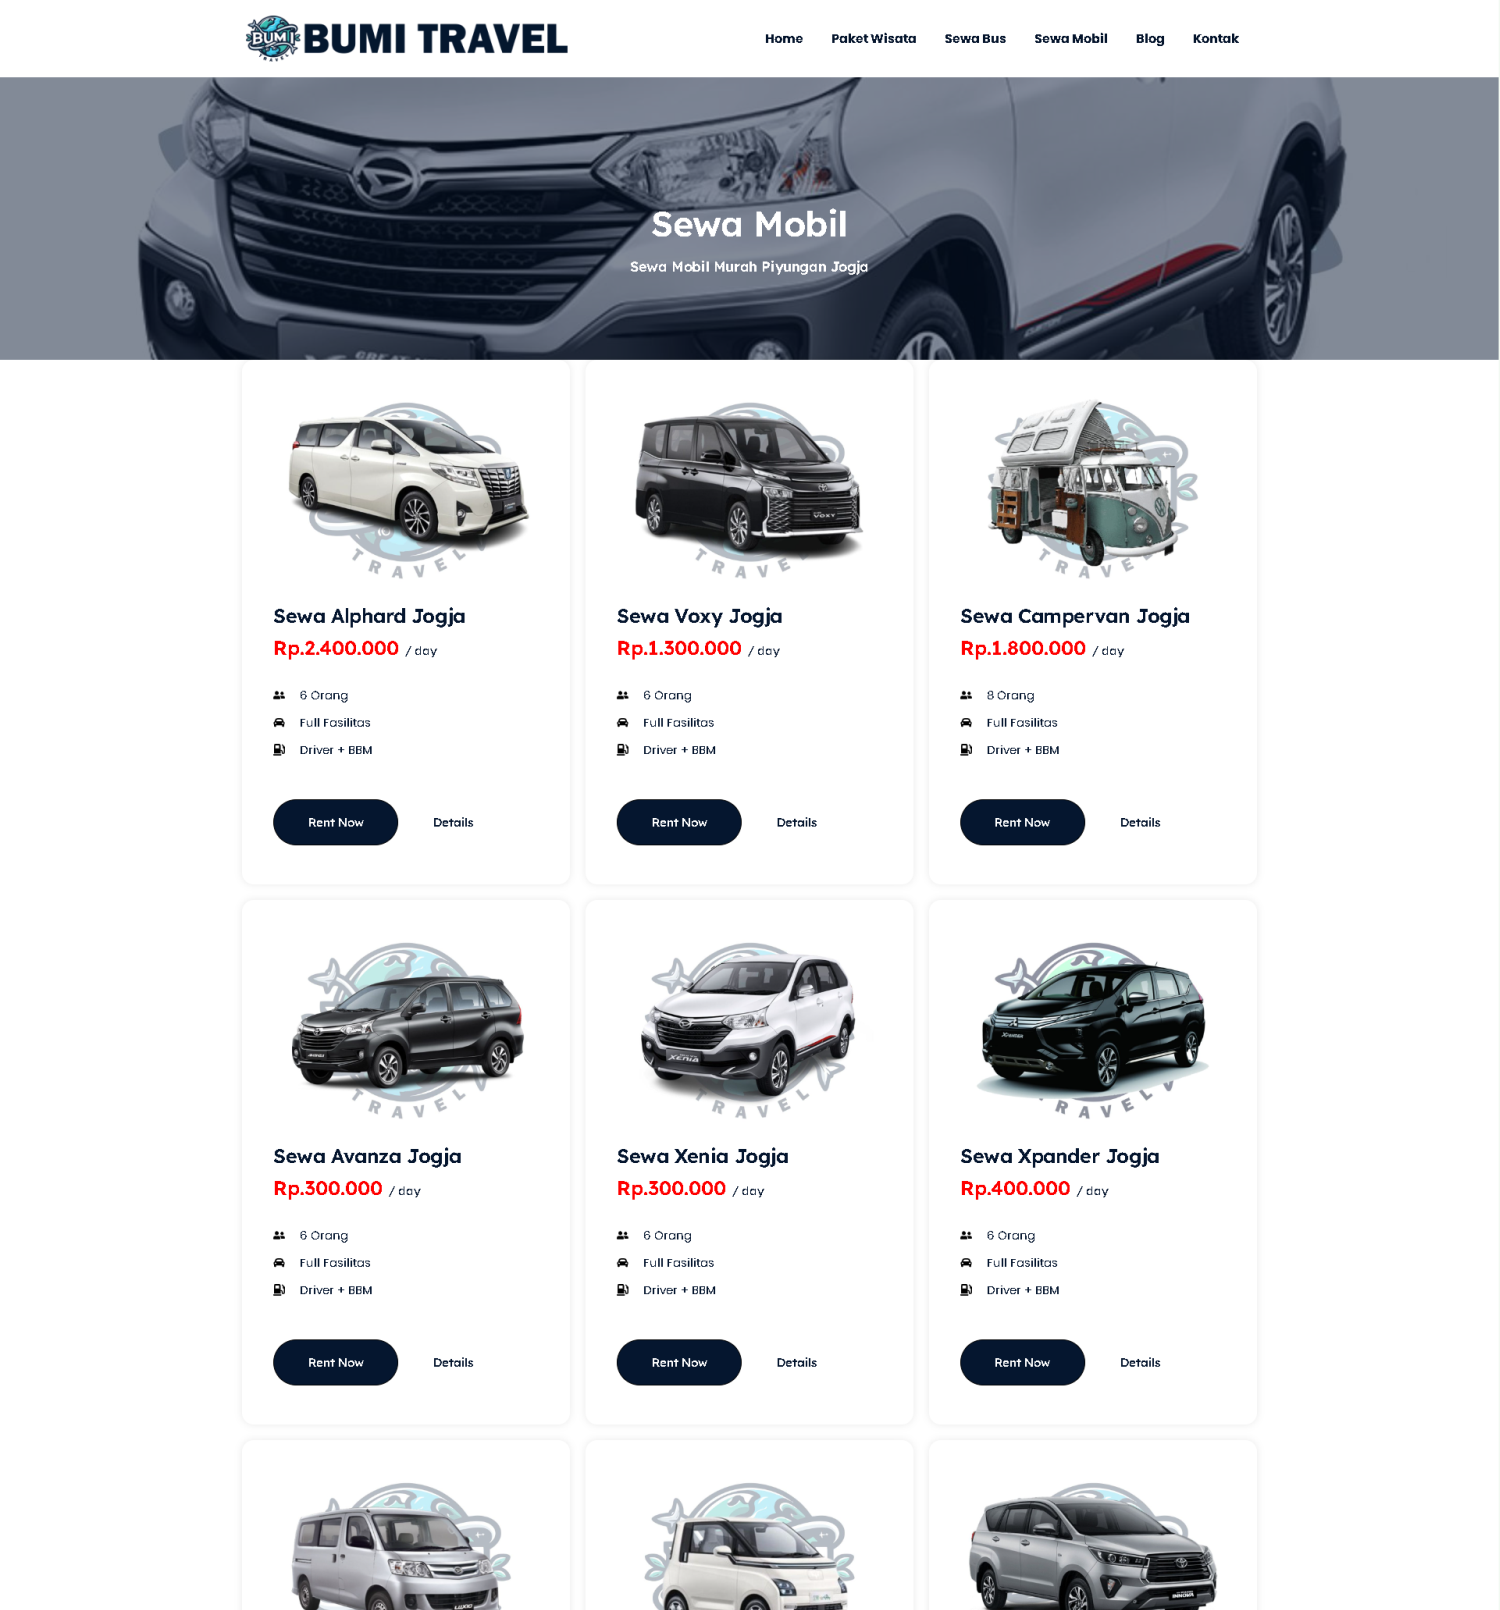 BUMI TRAVEL BUMI TRAVEL
Home Paket Wisata Sewa Bus Sewa Mobil Blog Kontak
Sewa Mobil
Sewa Mobil Murah Piyungan Jogja
TRAVEL VOXY TRAVEL TRAVEL
Sewa Alphard Jogja Sewa Voxy Jogja Sewa Campervan Jogja
Rp.2.400.000 / day Rp.1.300.000 / day Rp.1.800.000 / day
6 Orang 6 Orang 8 Orang
Full Fasilitas Full Fasilitas Full Fasilitas
Driver + BBM Driver + BBM Driver + BBM
Rent Now Details Rent Now Details Rent Now Details
XENIA
TRAVEL TRAVEL TRAVEL
Sewa Avanza Jogja Sewa Xenia Jogja Sewa Xpander Jogja
Rp.300.000 / day Rp.300.000 / day Rp.400.000 / day
6 Orang 6 Orang 6 Orang
Full Fasilitas Full Fasilitas Full Fasilitas
Driver + BBM Driver + BBM Driver + BBM
Rent Now Details Rent Now Details Rent Now Details
LUXIO INNOVA